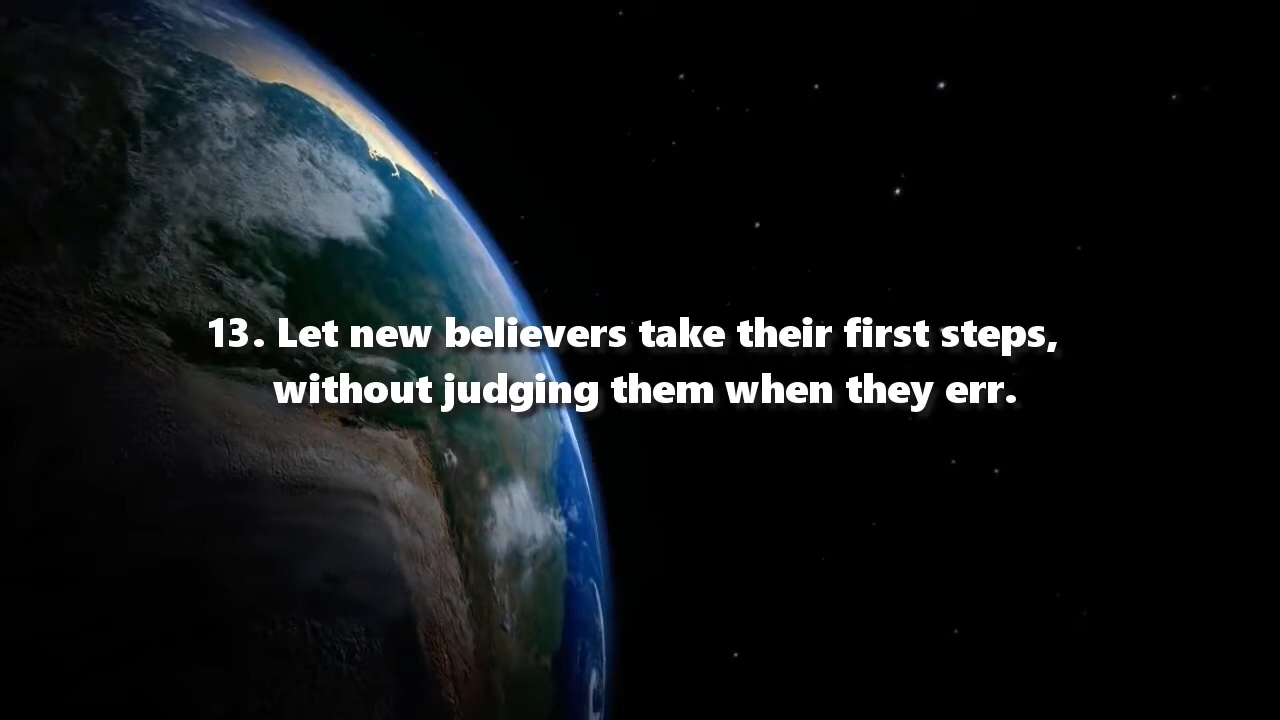 13. Let new believers take their first steps,
without judging them when they err.